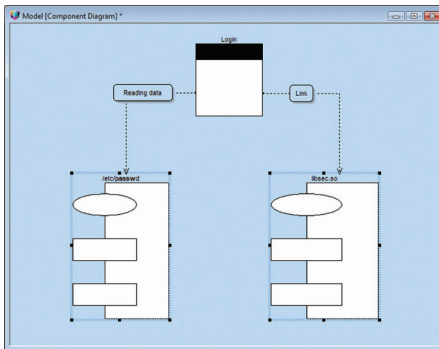 Model [Component Diagram] *
Login
Reading data
Link
/etc/passwd
libsec.so